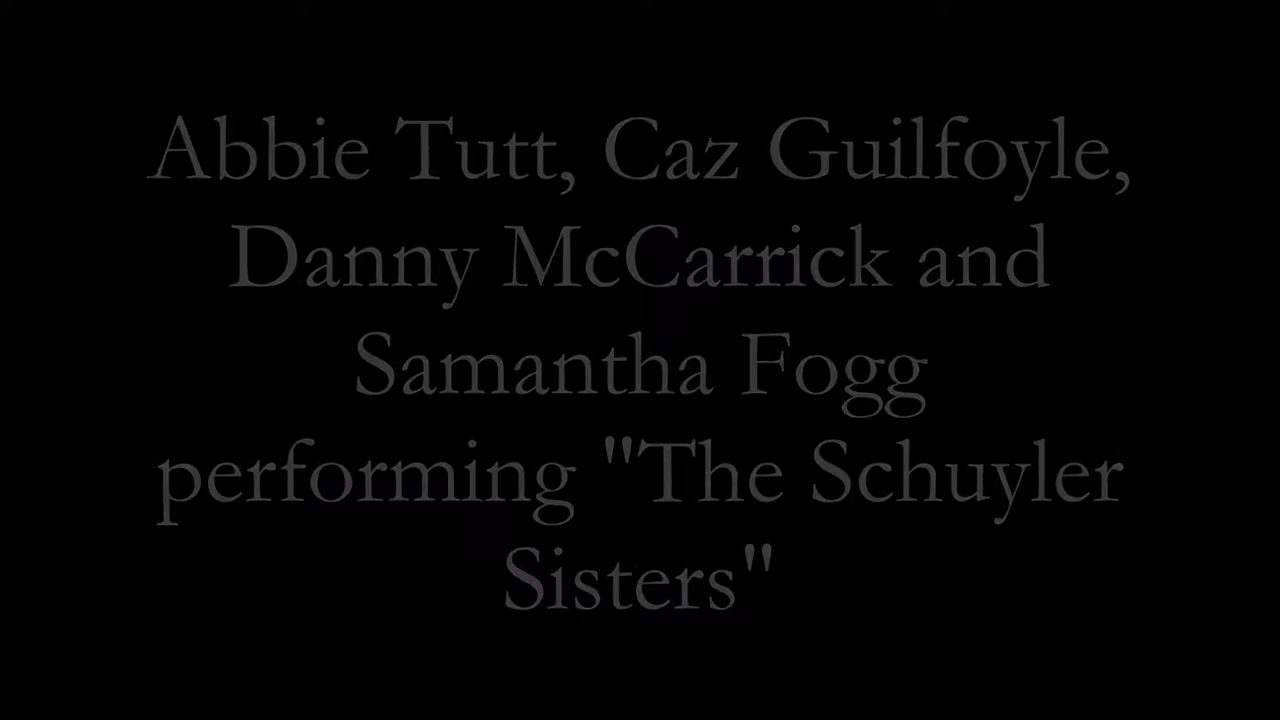 Abbie Tutt, Caz Guilfoyle,
Danny McCarrick and
Samantha Fogg
performing "The Schuyler
Sisters"